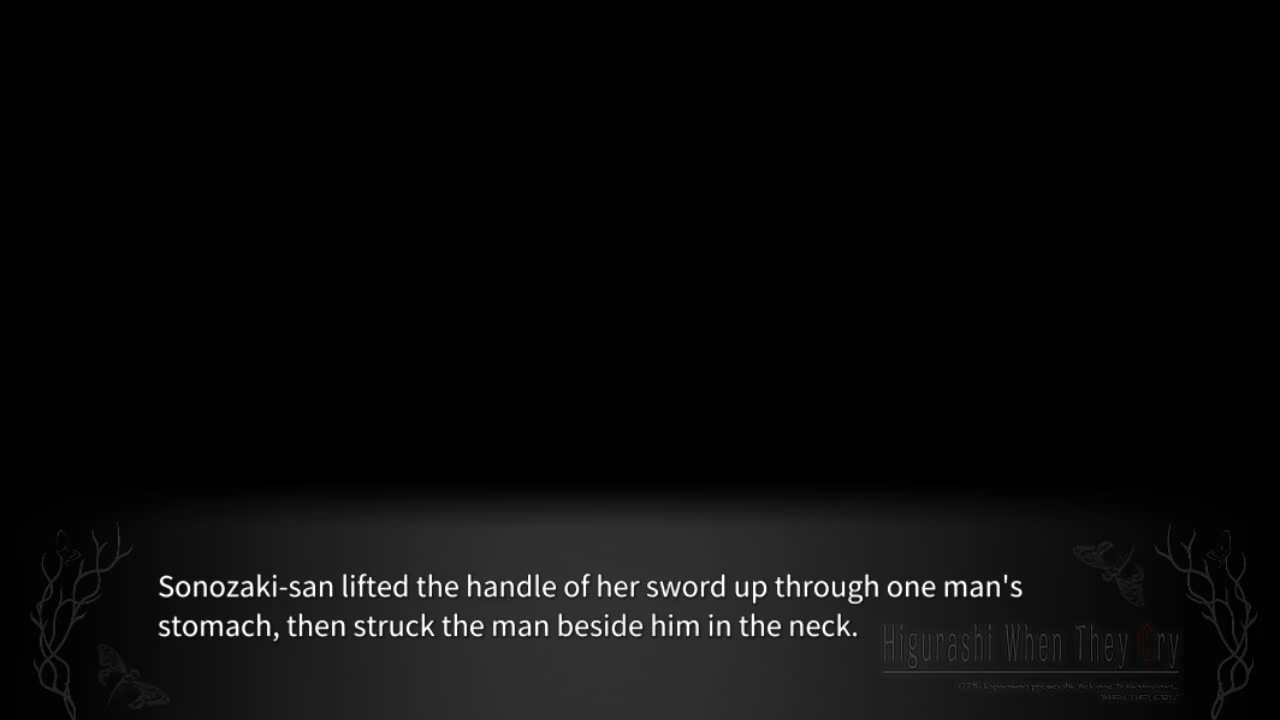 Sonozaki-san lifted the handle of her sword up through one man's
stomach, then struck the man beside him in the neck.
Higurashi When They Cry